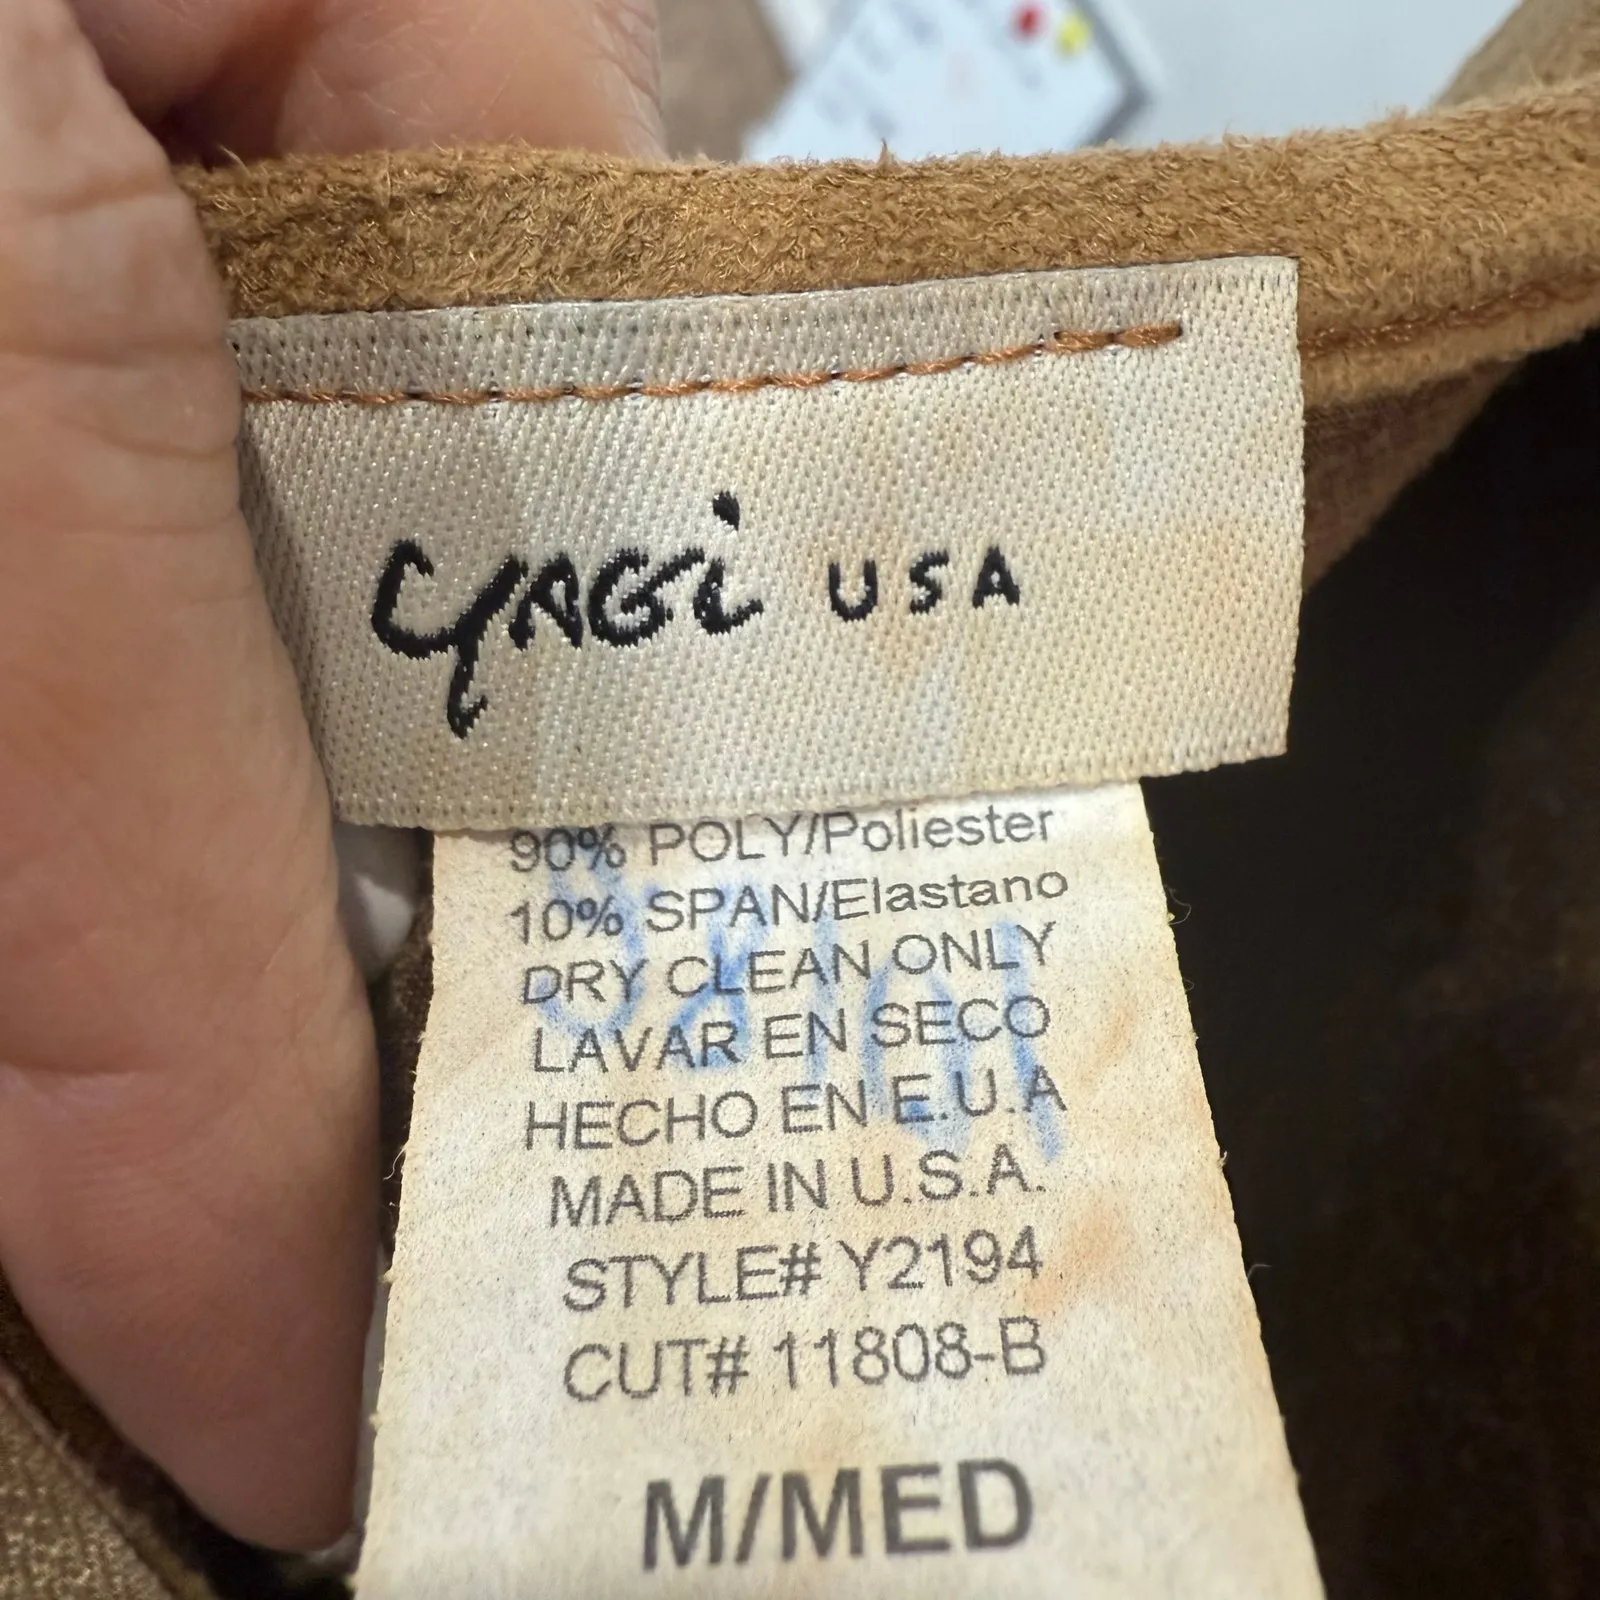 YAGi USA
90% POLY/Poliester
10% SPAN/Elastano
DRY CLEAN ONLY
LAVAR EN SECO
HECHO EN E.U.A
MADE IN U.S.A.
STYLE# Y2194
CUT# 11808-B
M/MED